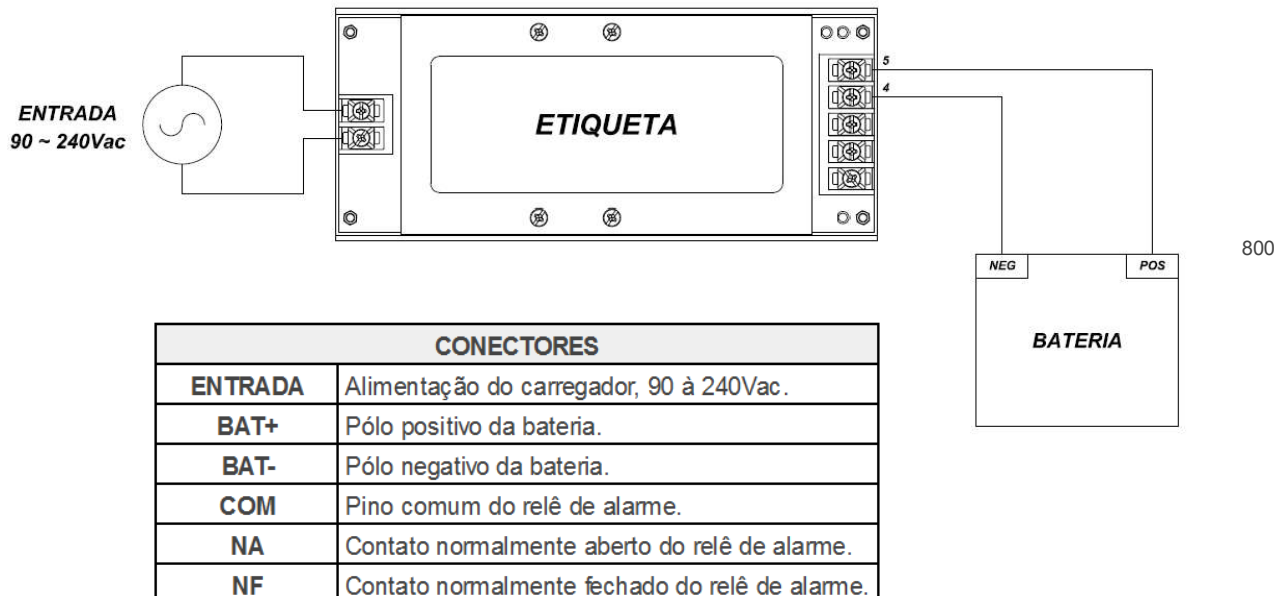 5
4
ENTRADA
90 ~ 240Vac
ETIQUETA
800
NEG
POS
BATERIA
CONECTORES
ENTRADA Alimentação do carregador, 90 à 240Vac.
BAT+ Pólo positivo da bateria.
BAT- Pólo negativo da bateria.
COM Pino comum do relê de alarme.
NA Contato normalmente aberto do relê de alarme.
NF Contato normalmente fechado do relê de alarme.